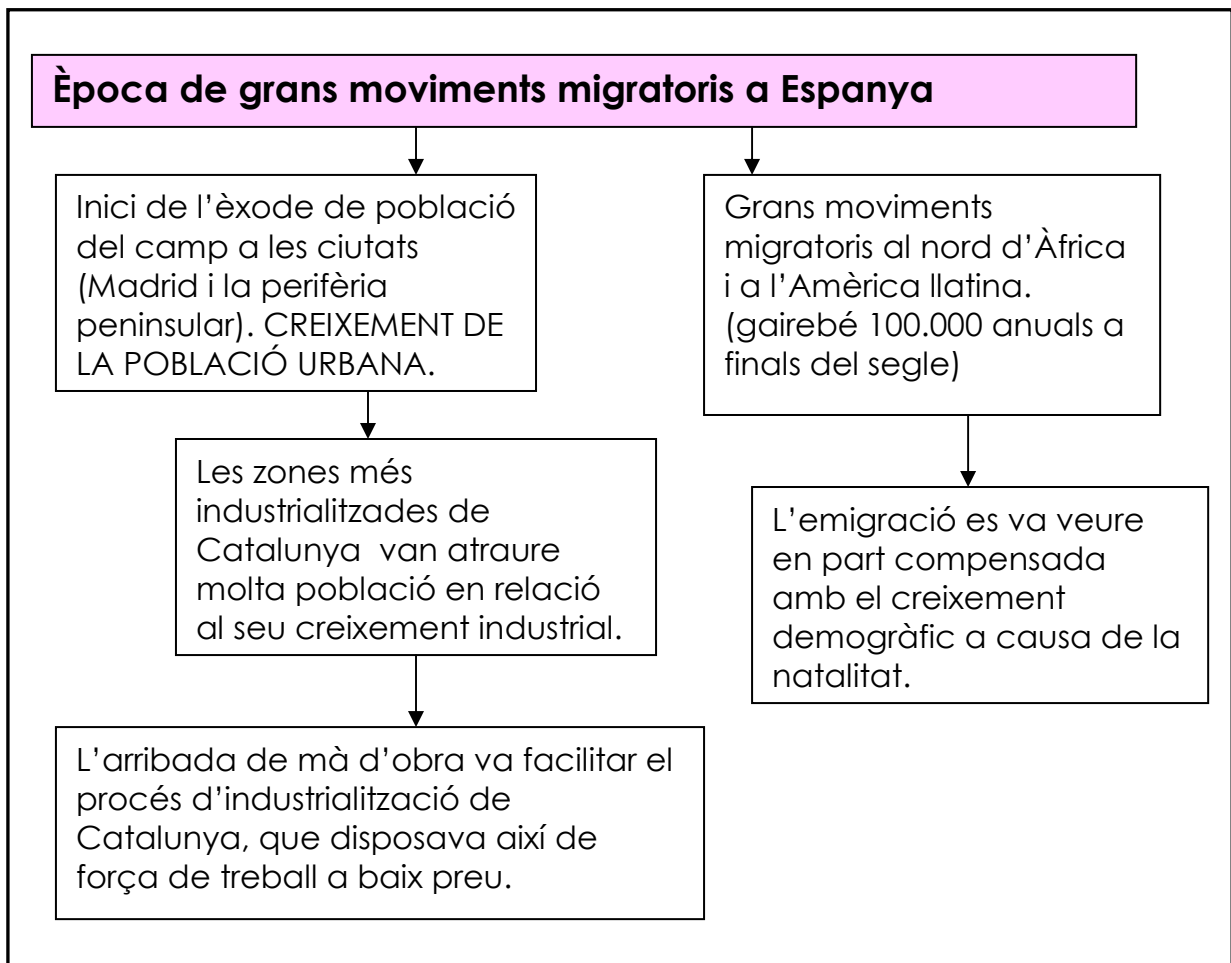 Època de grans moviments migratoris a Espanya
Inici de l'èxode de població
del camp a les ciutats
(Madrid i la perifèria
peninsular). CREIXEMENT DE
LA POBLACIÓ URBANA.
Les zones més
industrialitzades de
Catalunya van atraure
molta població en relació
al seu creixement industrial.
L'arribada de mà d'obra va facilitar el
procés d'industrialització de
Catalunya, que disposava així de
força de treball a baix preu.
Grans moviments
migratoris al nord d'Àfrica
i a l'Amèrica llatina.
(gairebé 100.000 anuals a
finals del segle)
L'emigració es va veure
en part compensada
amb el creixement
demogràfic a causa de la
natalitat.